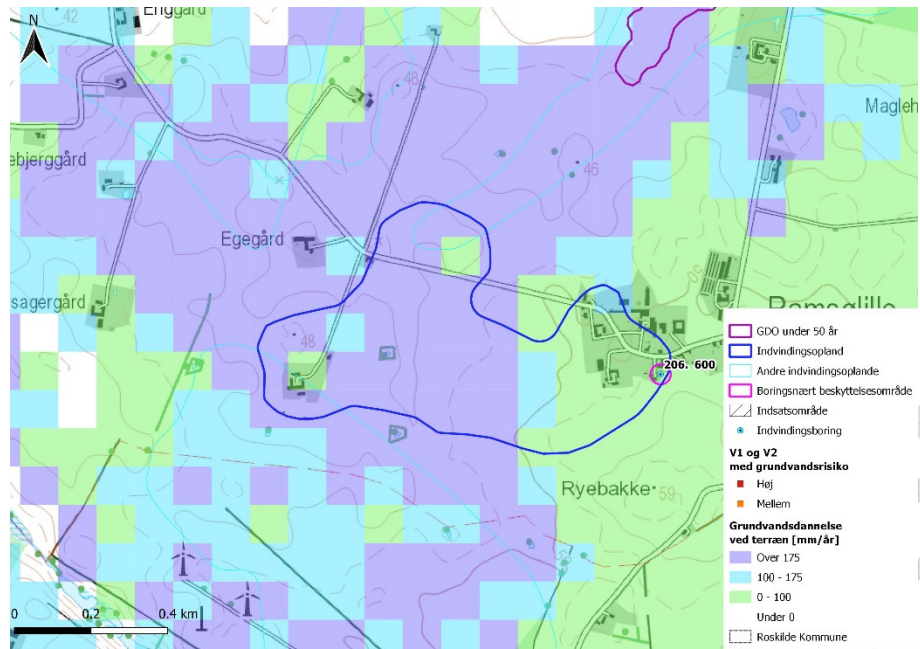 N
42
Enggård
48
Magleh
ebjerggård
46
Egegård
sagergård
50
Ramsølille
48
206. 600
Ryebakke
59
0 0.2 0.4 km
GDO under 50 år
Indvindingsopland
Andre indvindingsoplande
Boringsnært beskyttelsesområde
Indsatsområde
Indvindingsboring
V1 og V2
med grundvandsrisiko
Høj
Mellem
Grundvandsdannelse
ved terræn [mm/år]
Over 175
100 - 175
0 - 100
Under 0
Roskilde Kommune